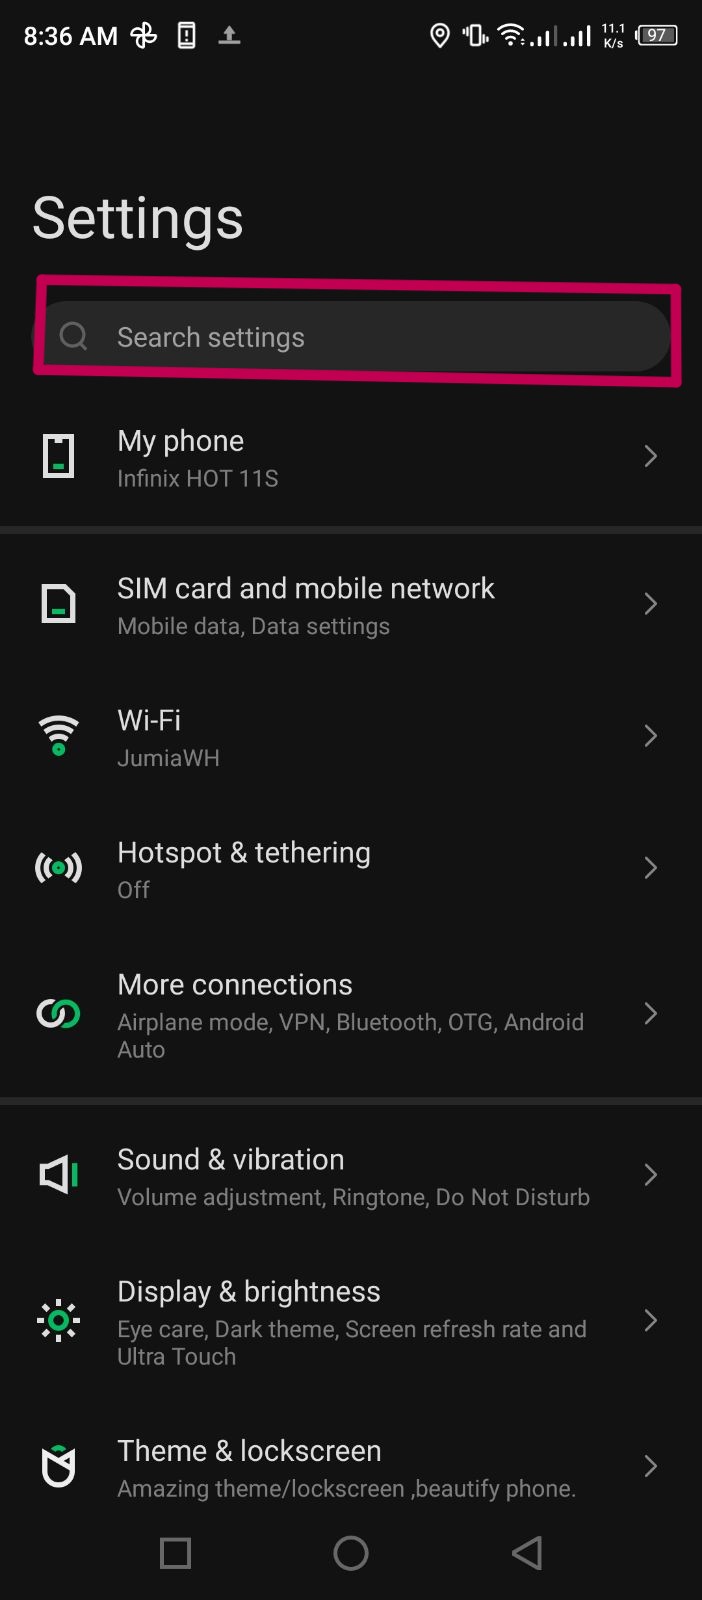 8:36 AM 11.1 K/s 97
Settings
Search settings
My phone
Infinix HOT 11S
SIM card and mobile network
Mobile data, Data settings
Wi-Fi
JumiaWH
Hotspot & tethering
Off
More connections
Airplane mode, VPN, Bluetooth, OTG, Android
Auto
Sound & vibration
Volume adjustment, Ringtone, Do Not Disturb
Display & brightness
Eye care, Dark theme, Screen refresh rate and
Ultra Touch
Theme & lockscreen
Amazing theme/lockscreen ,beautify phone.